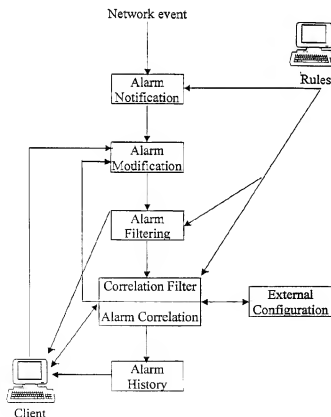 Network event
Rules
Alarm
Notification
Alarm
Modification
Alarm
Filtering
Correlation Filter
Alarm Correlation
External
Configuration
Alarm
History
Client